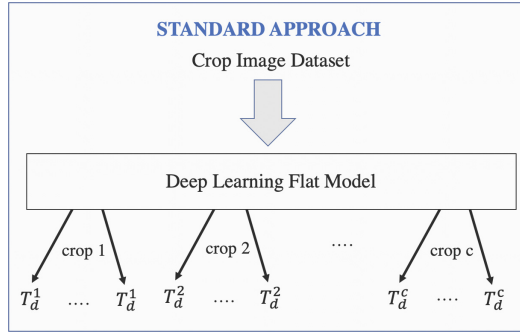 STANDARD APPROACH
Crop Image Dataset
Deep Learning Flat Model
crop 1 crop 2 .... crop c
T_d^1 .... T_d^1 T_d^2 .... T_d^2 T_d^c .... T_d^c